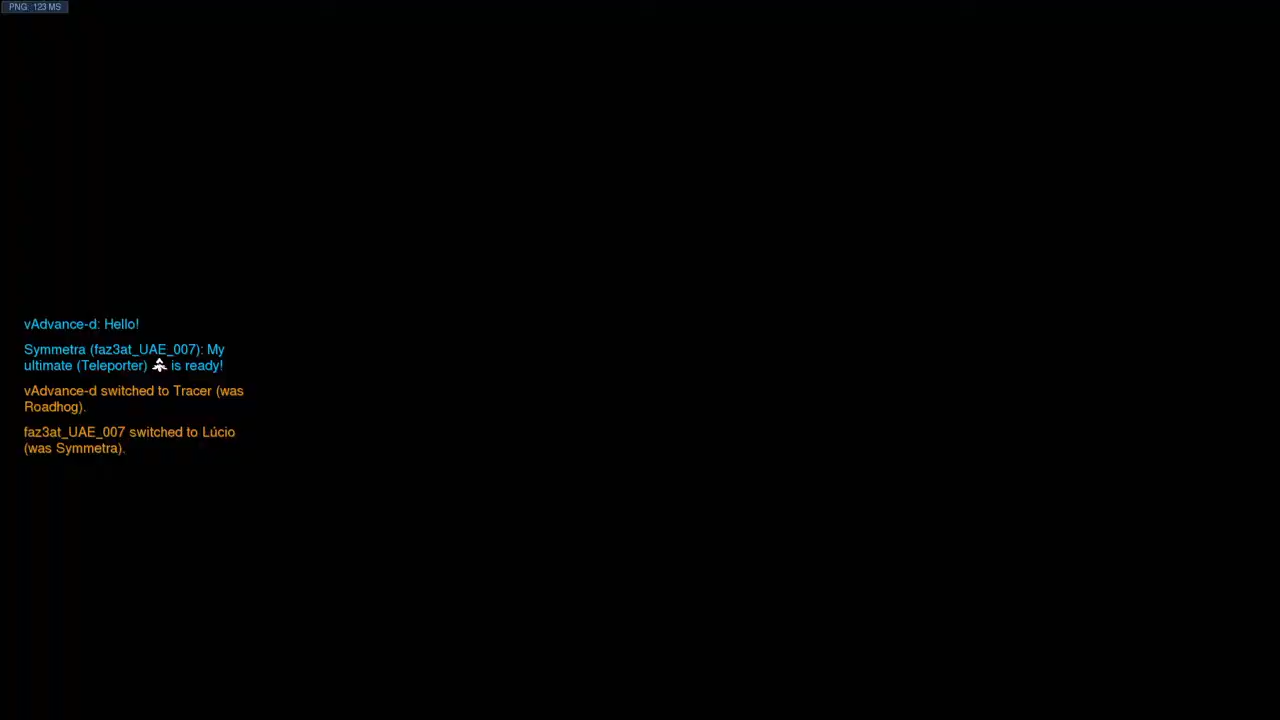 PNG: 123 MS
vAdvance-d: Hello!
Symmetra (faz3at_UAE_007): My
ultimate (Teleporter) is ready!
vAdvance-d switched to Tracer (was
Roadhog).
faz3at_UAE_007 switched to Lúcio
(was Symmetra).